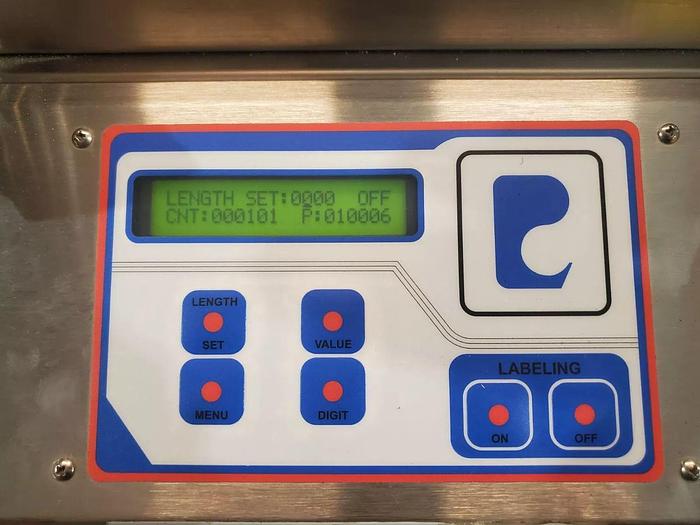 LENGTH SET:0000 OFF
CNT:000101 P:010006
LENGTH
SET
VALUE
MENU
DIGIT
LABELING
ON
OFF